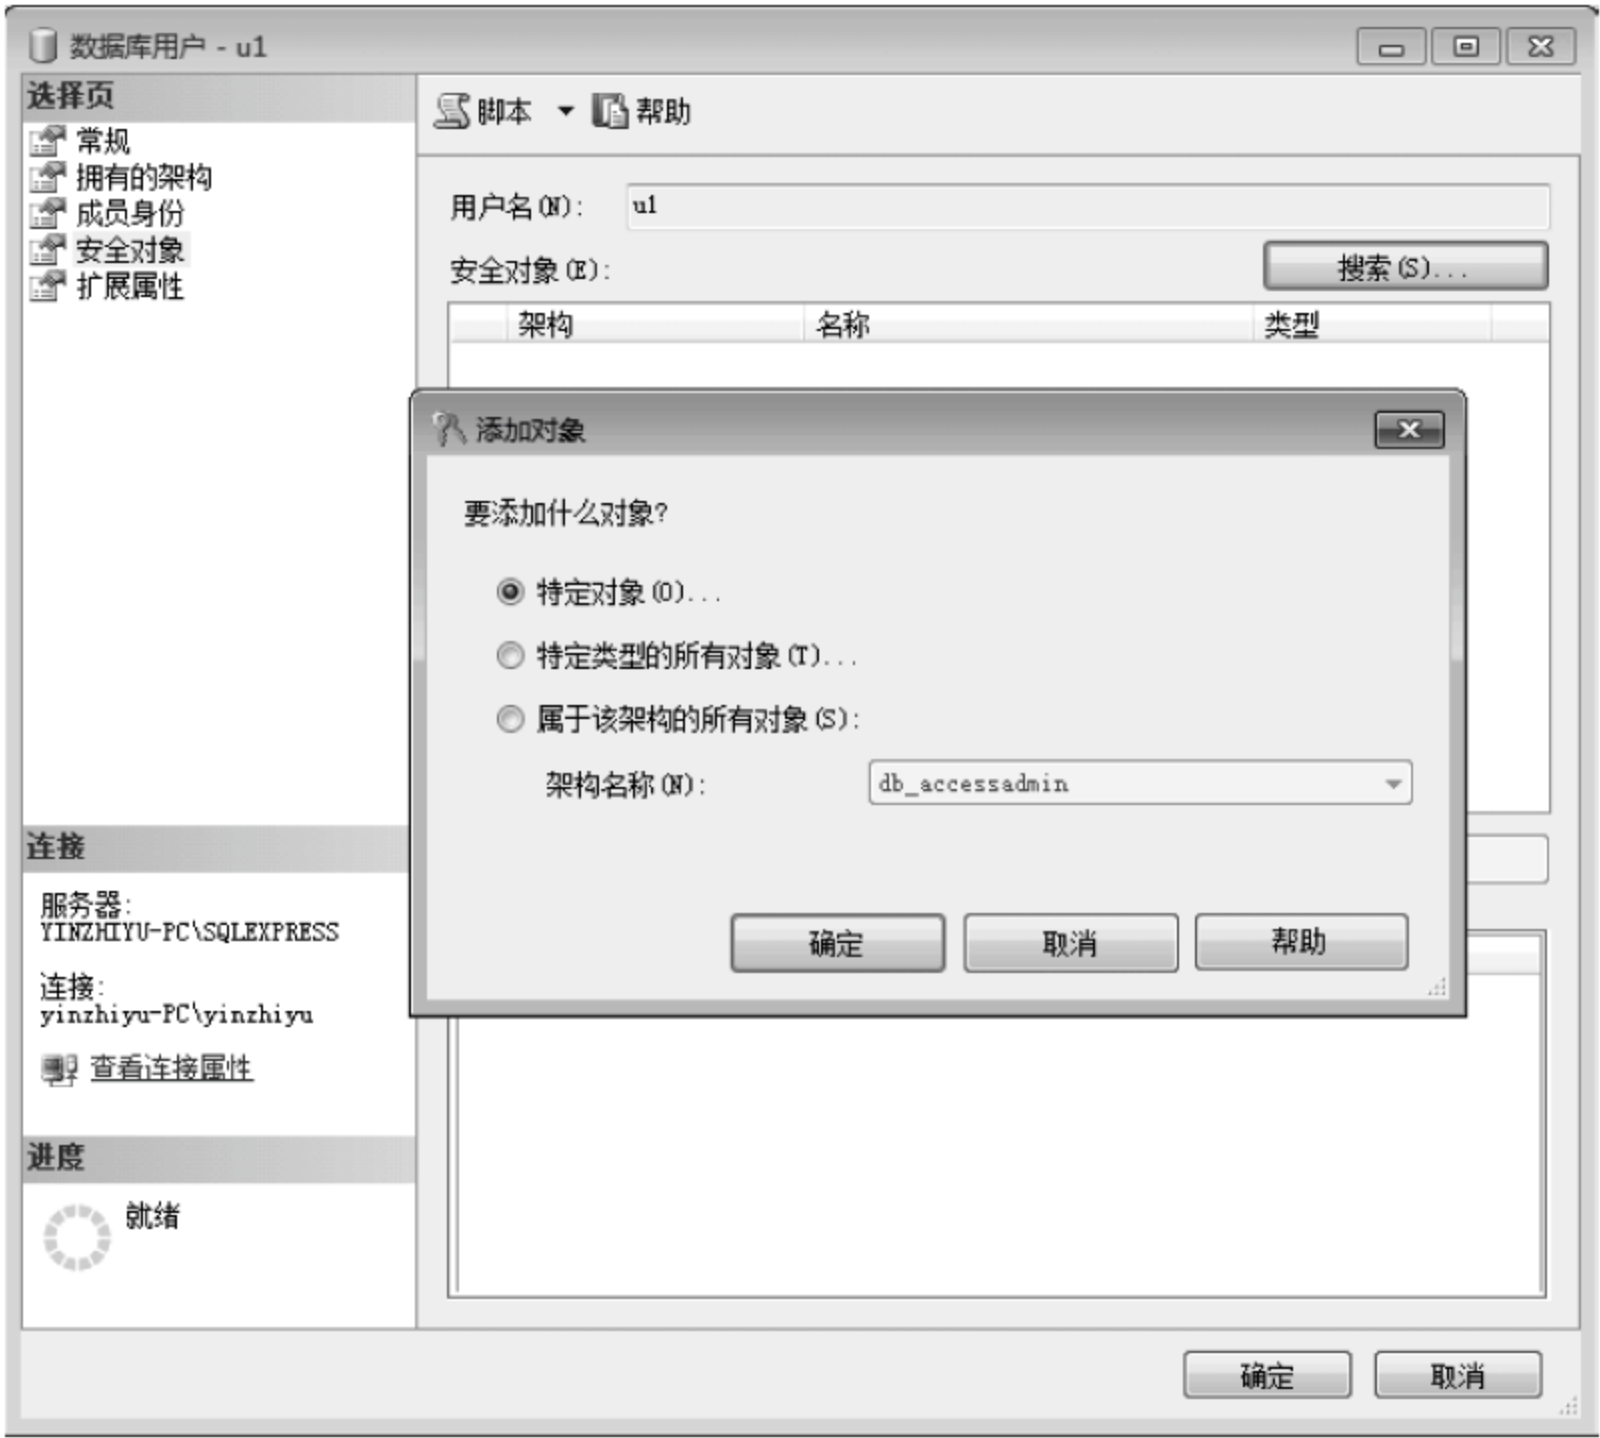 数据库用户 - u1
选择页
常规
拥有的架构
成员身份
安全对象
扩展属性
脚本 帮助
用户名(N): u1
安全对象(E): 搜索(S)...
架构 名称 类型
添加对象
要添加什么对象?
特定对象(O)...
特定类型的所有对象(T)...
属于该架构的所有对象(S):
架构名称(N): db_accessadmin
确定 取消 帮助
连接
服务器:
YINZHIYU-PC\SQLEXPRESS
连接:
yinzhiyu-PC\yinzhiyu
查看连接属性
进度
就绪
确定 取消